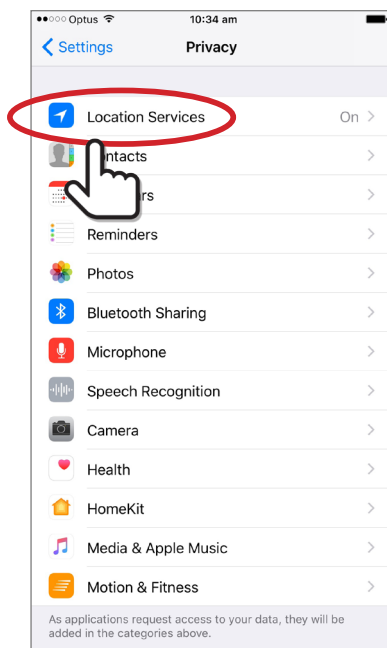 Optus 10:34 am
Settings Privacy
Location Services On
ntacts
rs
Reminders
Photos
Bluetooth Sharing
Microphone
Speech Recognition
Camera
Health
HomeKit
Media & Apple Music
Motion & Fitness
As applications request access to your data, they will be
added in the categories above.